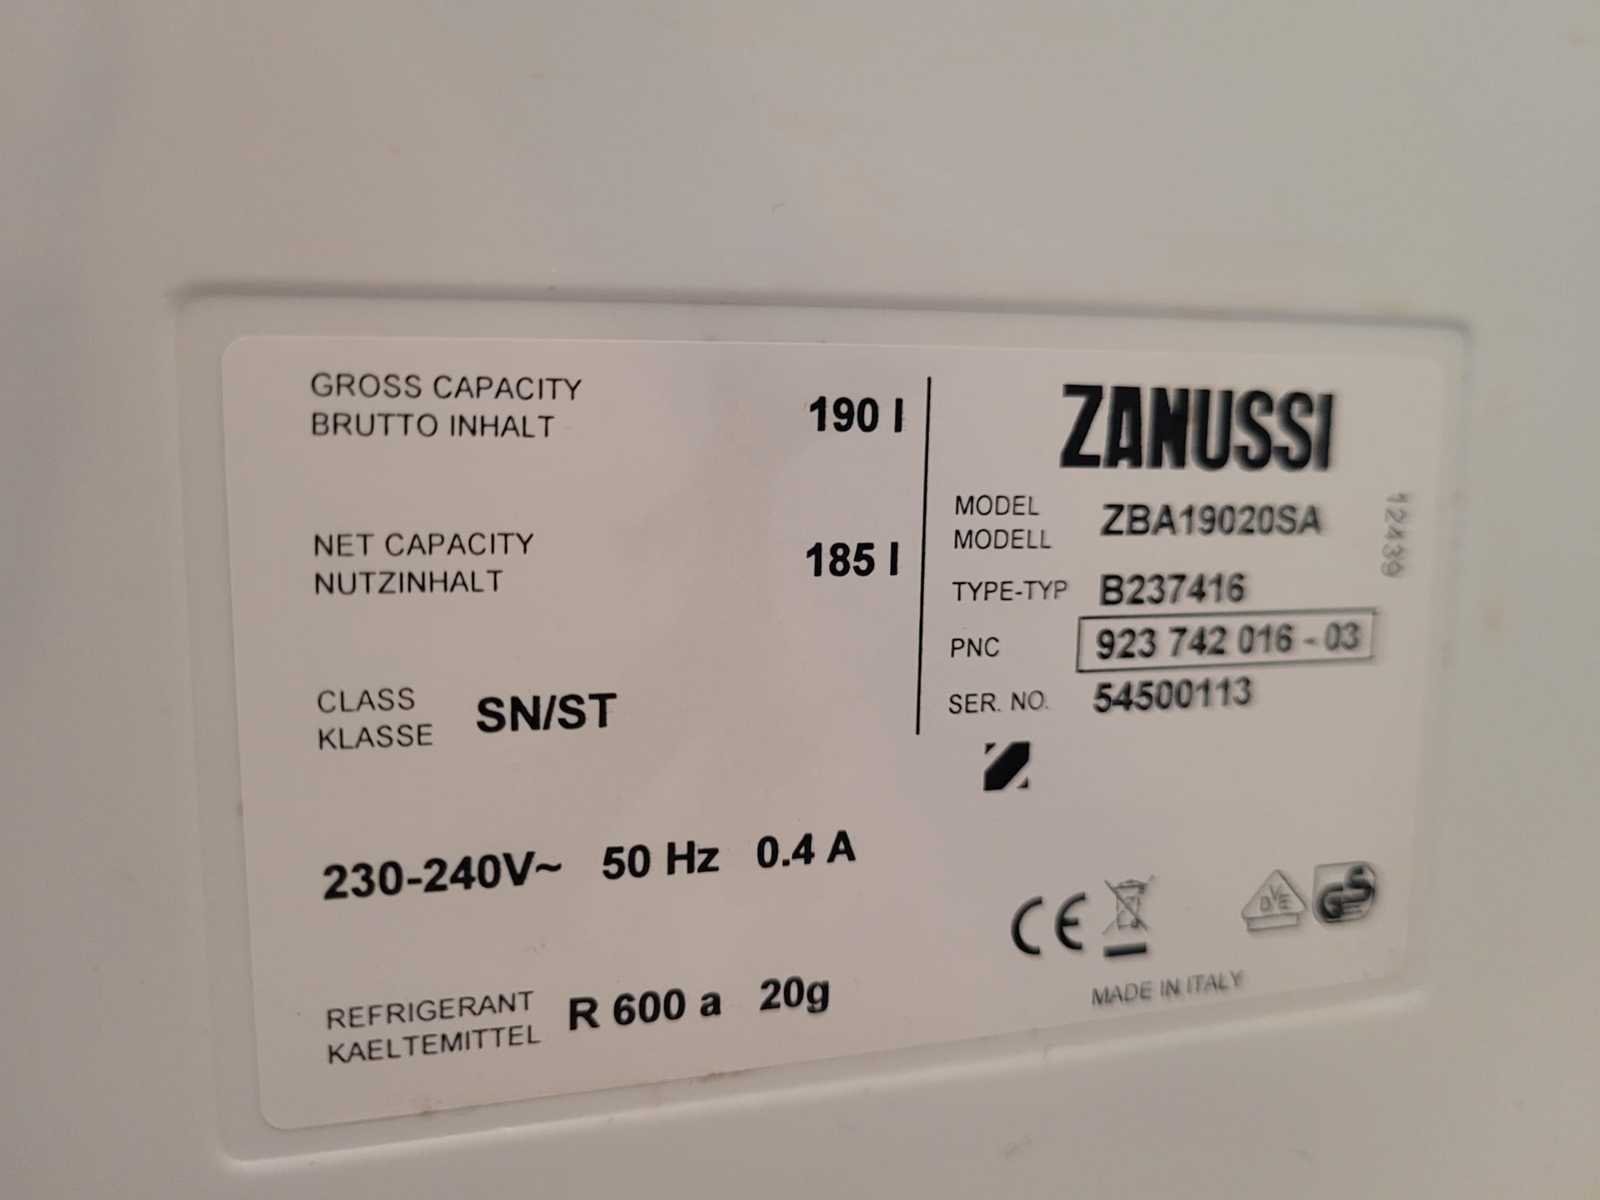 GROSS CAPACITY
BRUTTO INHALT
190 l
NET CAPACITY
NUTZINHALT
185 l
CLASS
KLASSE
SN/ST
230-240V~ 50 Hz 0.4 A
REFRIGERANT
KAELTEMITTEL
R 600 a 20g
ZANUSSI
MODEL
MODELL
ZBA19020SA
TYPE-TYP B237416
PNC 923 742 016 - 03
SER. NO. 54500113
CE
DVE
GS
MADE IN ITALY
12439